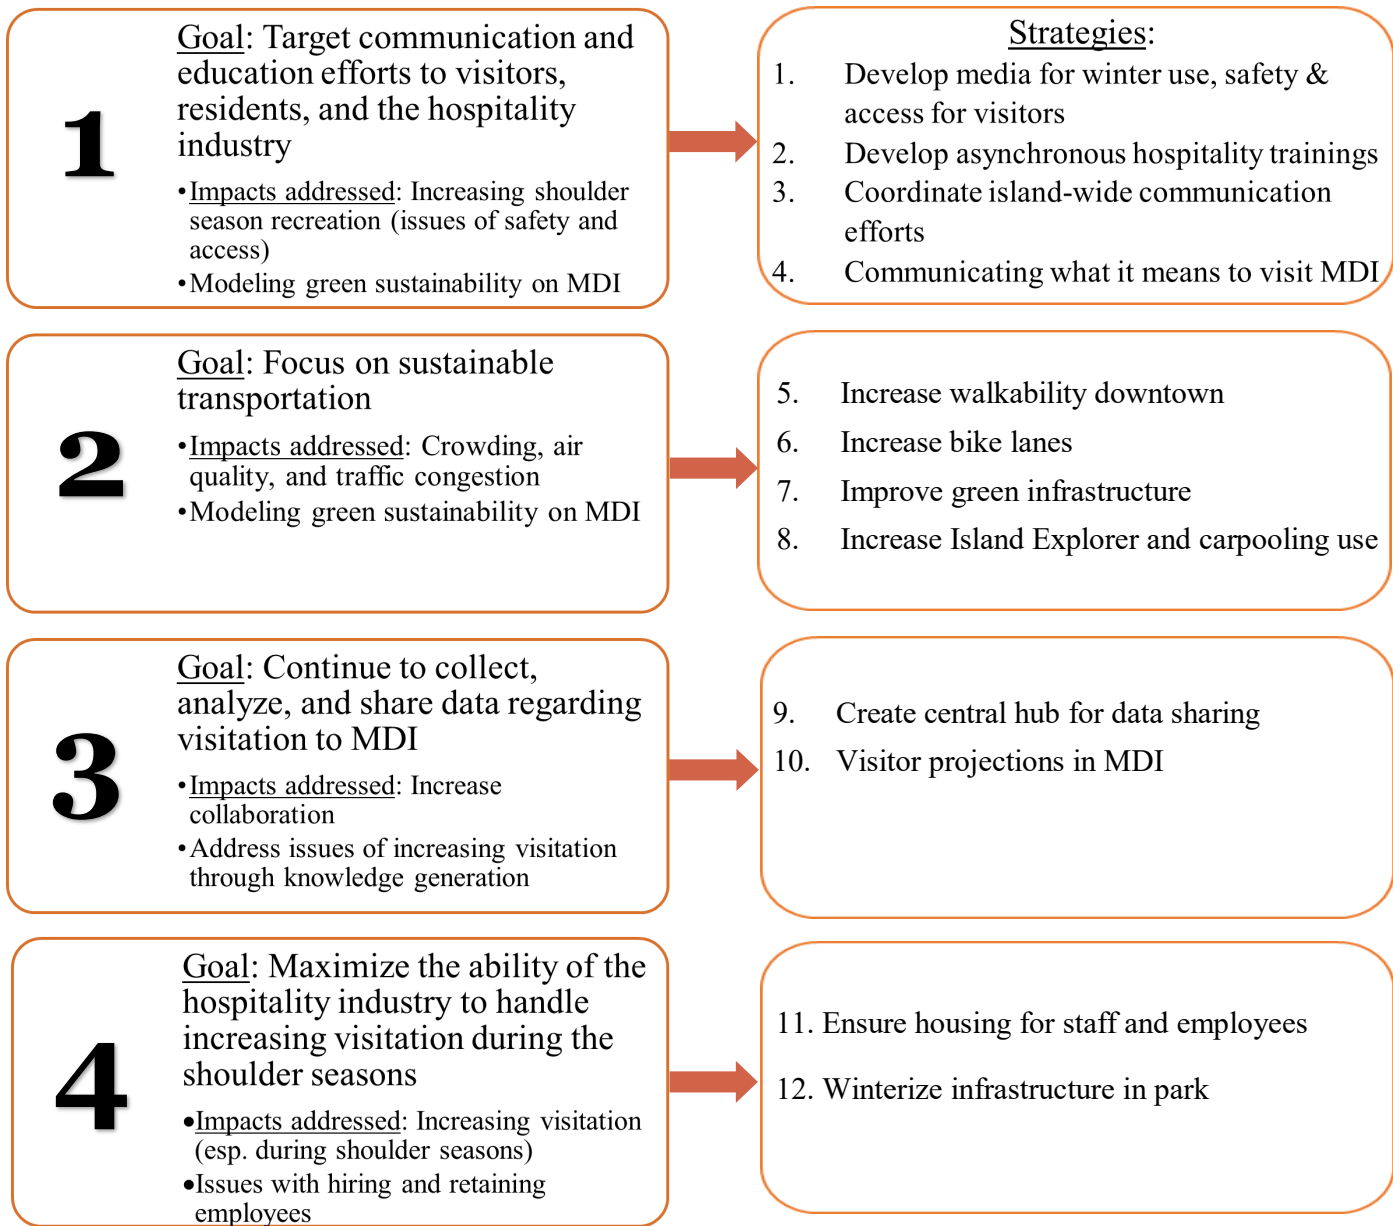 1
Goal: Target communication and
education efforts to visitors,
residents, and the hospitality
industry
•Impacts addressed: Increasing shoulder
season recreation (issues of safety and
access)
•Modeling green sustainability on MDI
Strategies:
1. Develop media for winter use, safety &
access for visitors
2. Develop asynchronous hospitality trainings
3. Coordinate island-wide communication
efforts
4. Communicating what it means to visit MDI
2
Goal: Focus on sustainable
transportation
•Impacts addressed: Crowding, air
quality, and traffic congestion
•Modeling green sustainability on MDI
5. Increase walkability downtown
6. Increase bike lanes
7. Improve green infrastructure
8. Increase Island Explorer and carpooling use
3
Goal: Continue to collect,
analyze, and share data regarding
visitation to MDI
•Impacts addressed: Increase
collaboration
•Address issues of increasing visitation
through knowledge generation
9. Create central hub for data sharing
10. Visitor projections in MDI
4
Goal: Maximize the ability of the
hospitality industry to handle
increasing visitation during the
shoulder seasons
•Impacts addressed: Increasing visitation
(esp. during shoulder seasons)
•Issues with hiring and retaining
employees
11. Ensure housing for staff and employees
12. Winterize infrastructure in park